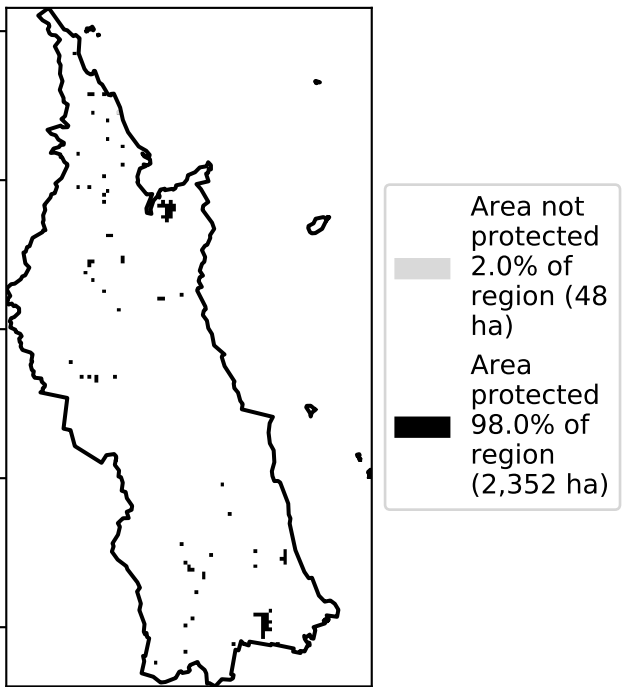 Area not
protected
2.0% of
region (48
ha)
Area
protected
98.0% of
region
(2,352 ha)